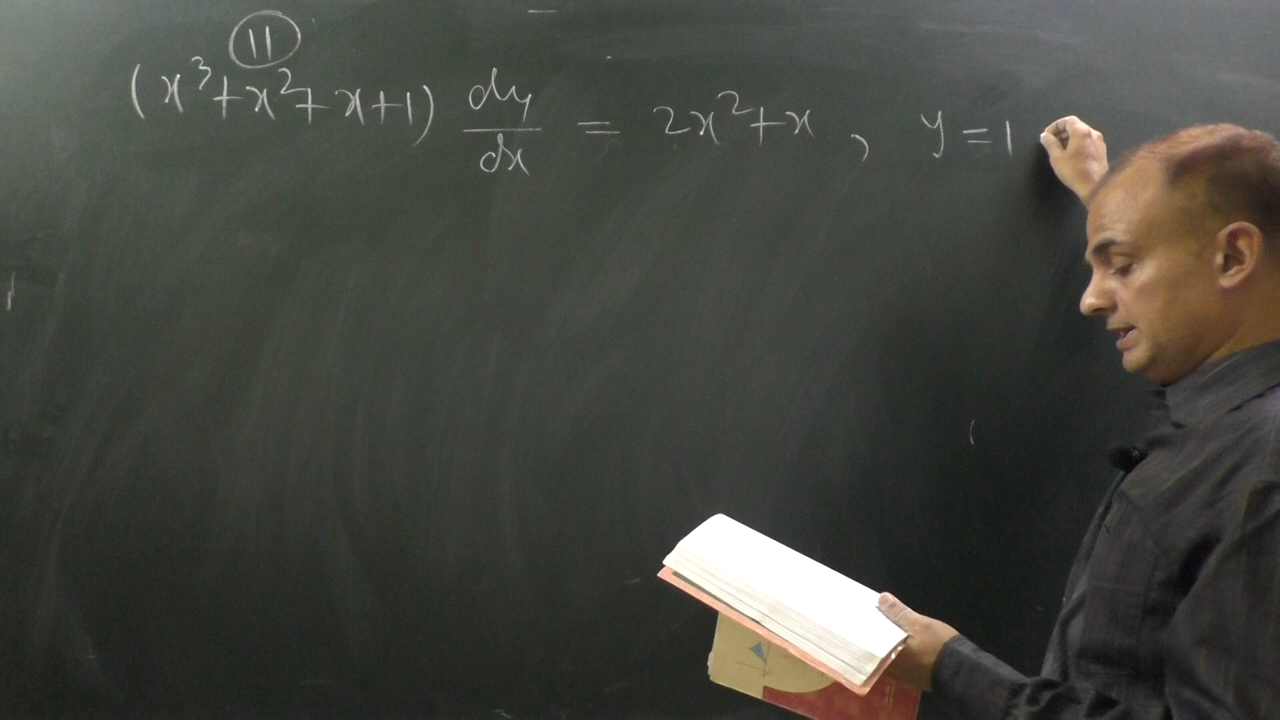 11
(x³+x²+x+1) dy/dx = 2x²+x , y=1